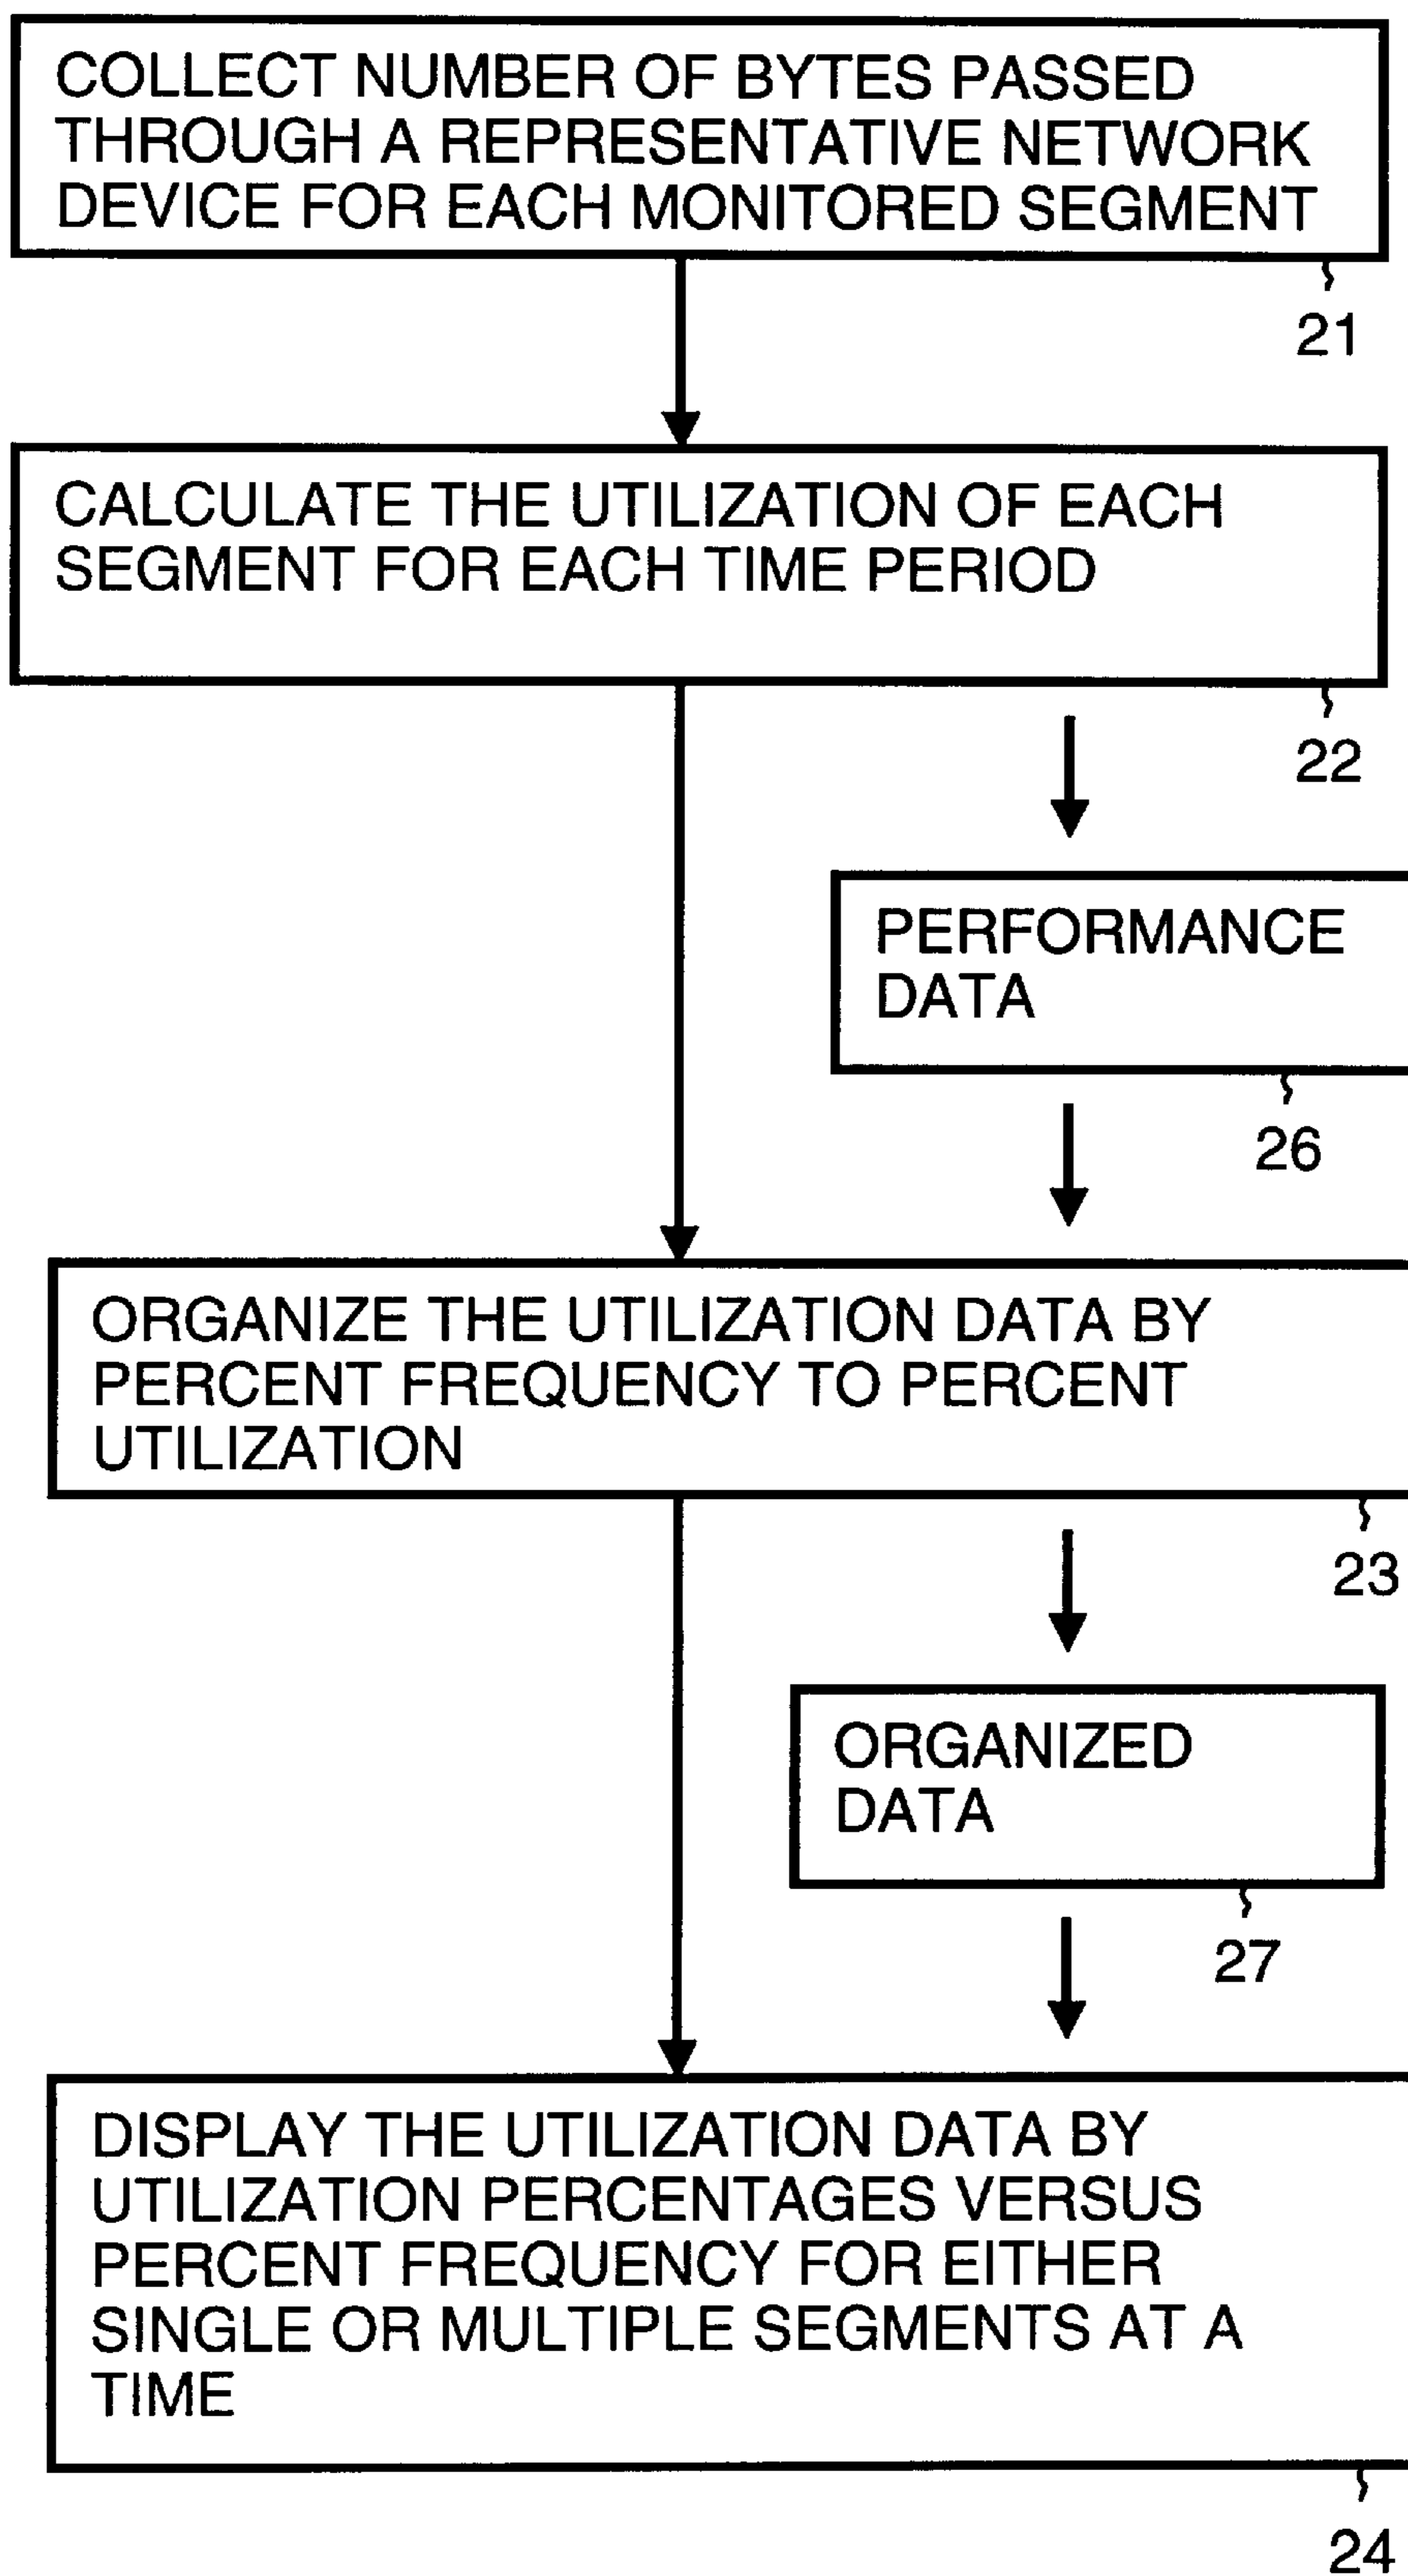 COLLECT NUMBER OF BYTES PASSED
THROUGH A REPRESENTATIVE NETWORK
DEVICE FOR EACH MONITORED SEGMENT
21
CALCULATE THE UTILIZATION OF EACH
SEGMENT FOR EACH TIME PERIOD
22
PERFORMANCE
DATA
26
ORGANIZE THE UTILIZATION DATA BY
PERCENT FREQUENCY TO PERCENT
UTILIZATION
23
ORGANIZED
DATA
27
DISPLAY THE UTILIZATION DATA BY
UTILIZATION PERCENTAGES VERSUS
PERCENT FREQUENCY FOR EITHER
SINGLE OR MULTIPLE SEGMENTS AT A
TIME
24